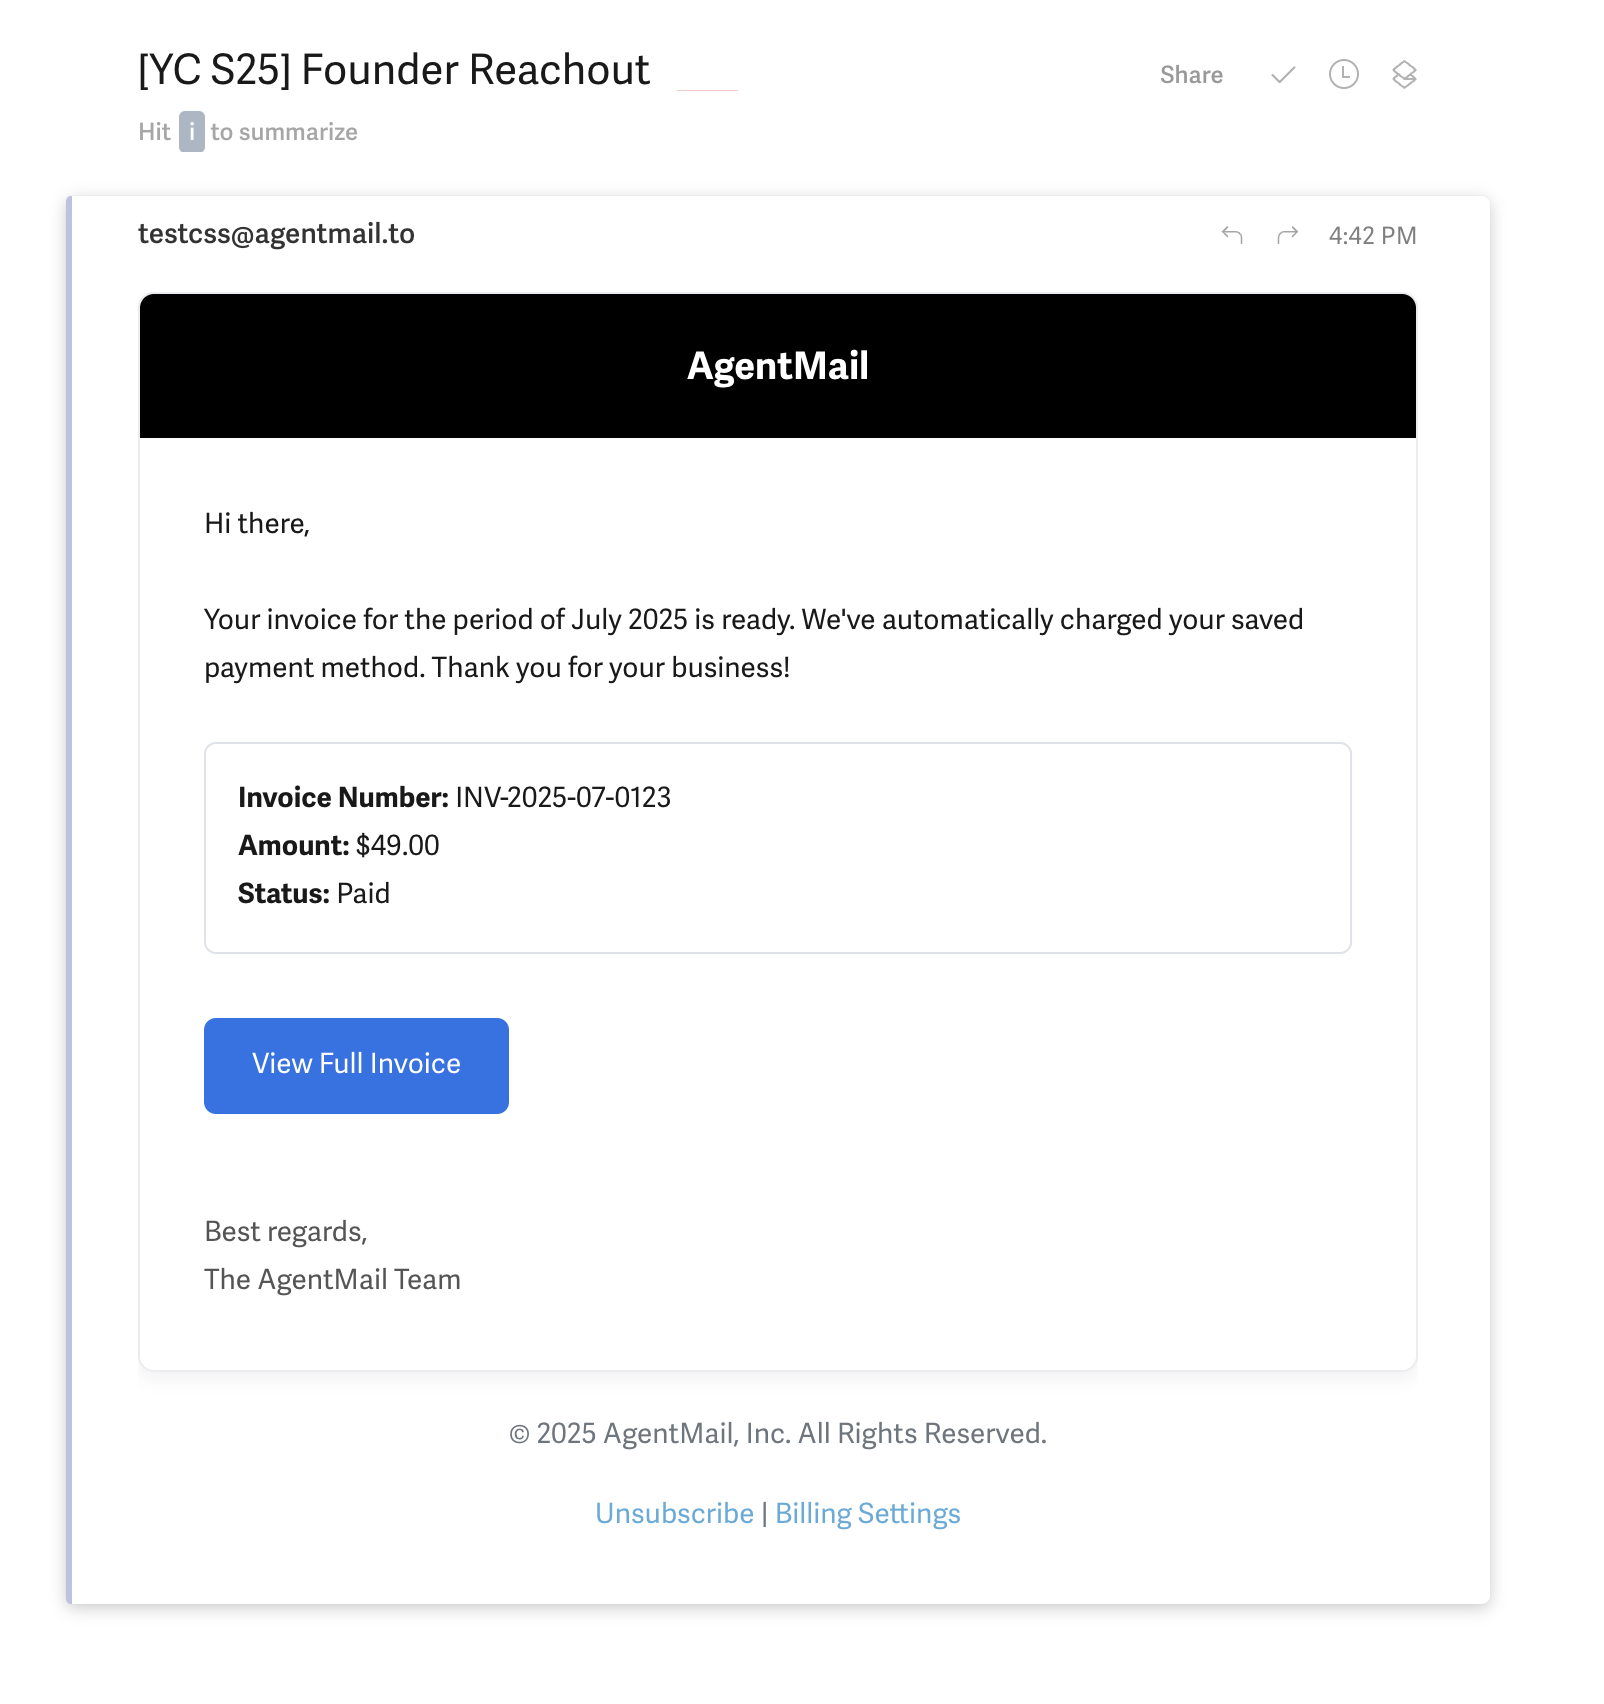 [YC S25] Founder Reachout
Share
Hit i to summarize
testcss@agentmail.to
4:42 PM
AgentMail
Hi there,
Your invoice for the period of July 2025 is ready. We've automatically charged your saved
payment method. Thank you for your business!
Invoice Number: INV-2025-07-0123
Amount: $49.00
Status: Paid
View Full Invoice
Best regards,
The AgentMail Team
© 2025 AgentMail, Inc. All Rights Reserved.
Unsubscribe | Billing Settings